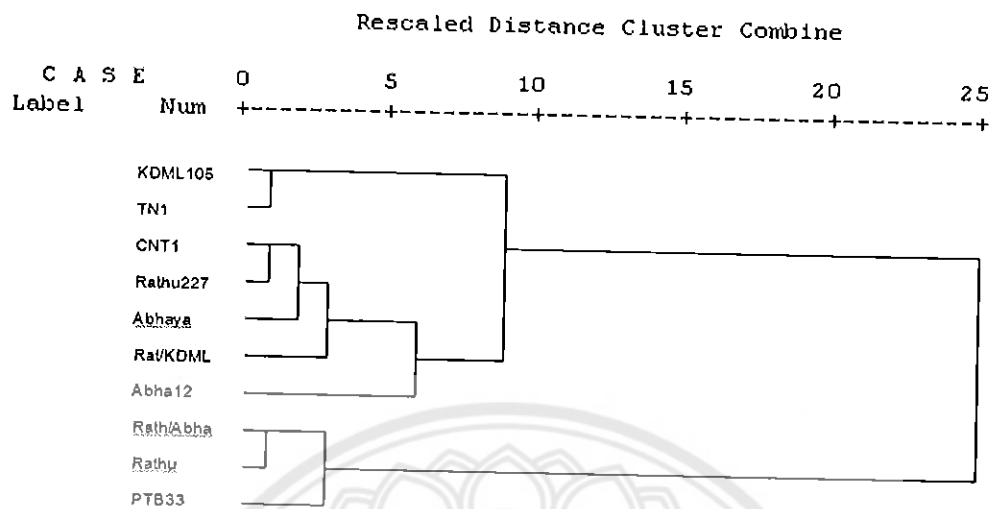 Rescaled Distance Cluster Combine
C A S E 0 5 10 15 20 25
Label Num +---------+---------+---------+---------+---------+
KDML105
TN1
CNT1
Rathu227
Abhaya
Rat/KDML
Abha12
Rath/Abha
Rathu
PTB33